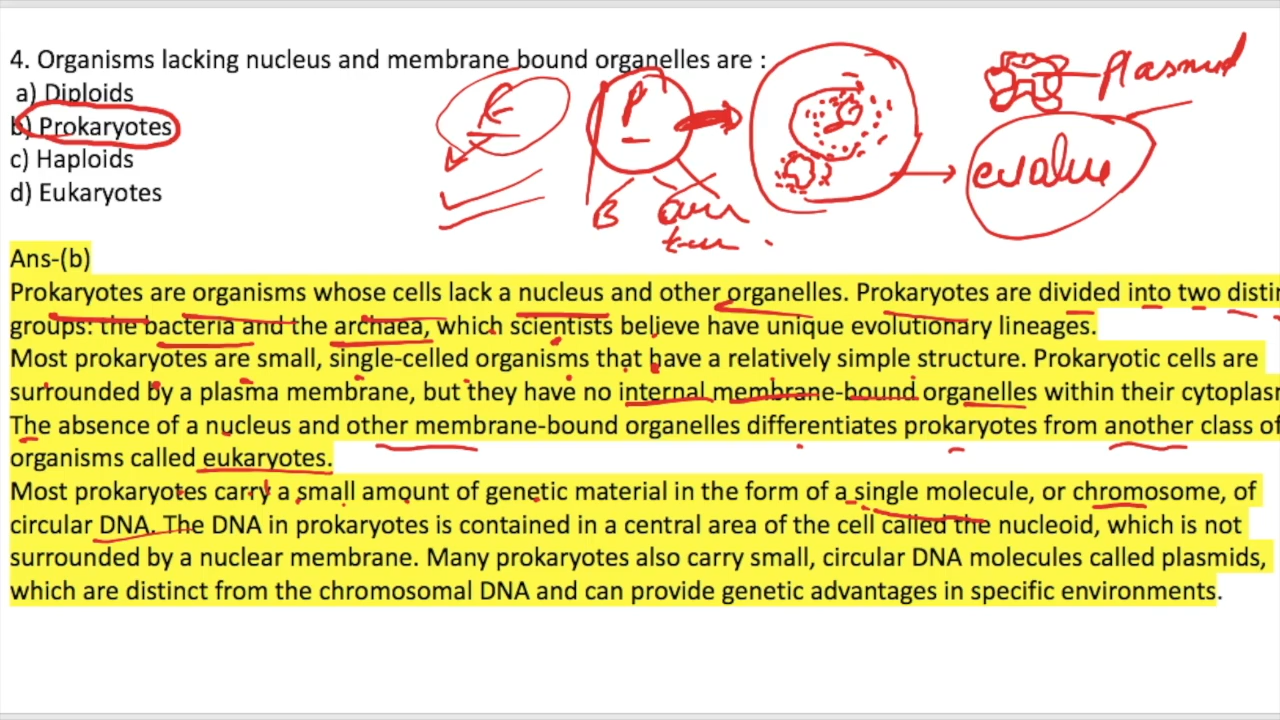 4. Organisms lacking nucleus and membrane bound organelles are :
a) Diploids
b) Prokaryotes
c) Haploids
d) Eukaryotes
P
Plasmid
B
Ans-(b)
Prokaryotes are organisms whose cells lack a nucleus and other organelles. Prokaryotes are divided into two distin
groups: the bacteria and the archaea, which scientists believe have unique evolutionary lineages.
Most prokaryotes are small, single-celled organisms that have a relatively simple structure. Prokaryotic cells are
surrounded by a plasma membrane, but they have no internal membrane-bound organelles within their cytoplasm
The absence of a nucleus and other membrane-bound organelles differentiates prokaryotes from another class of
organisms called eukaryotes.
Most prokaryotes carry a small amount of genetic material in the form of a single molecule, or chromosome, of
circular DNA. The DNA in prokaryotes is contained in a central area of the cell called the nucleoid, which is not
surrounded by a nuclear membrane. Many prokaryotes also carry small, circular DNA molecules called plasmids,
which are distinct from the chromosomal DNA and can provide genetic advantages in specific environments.